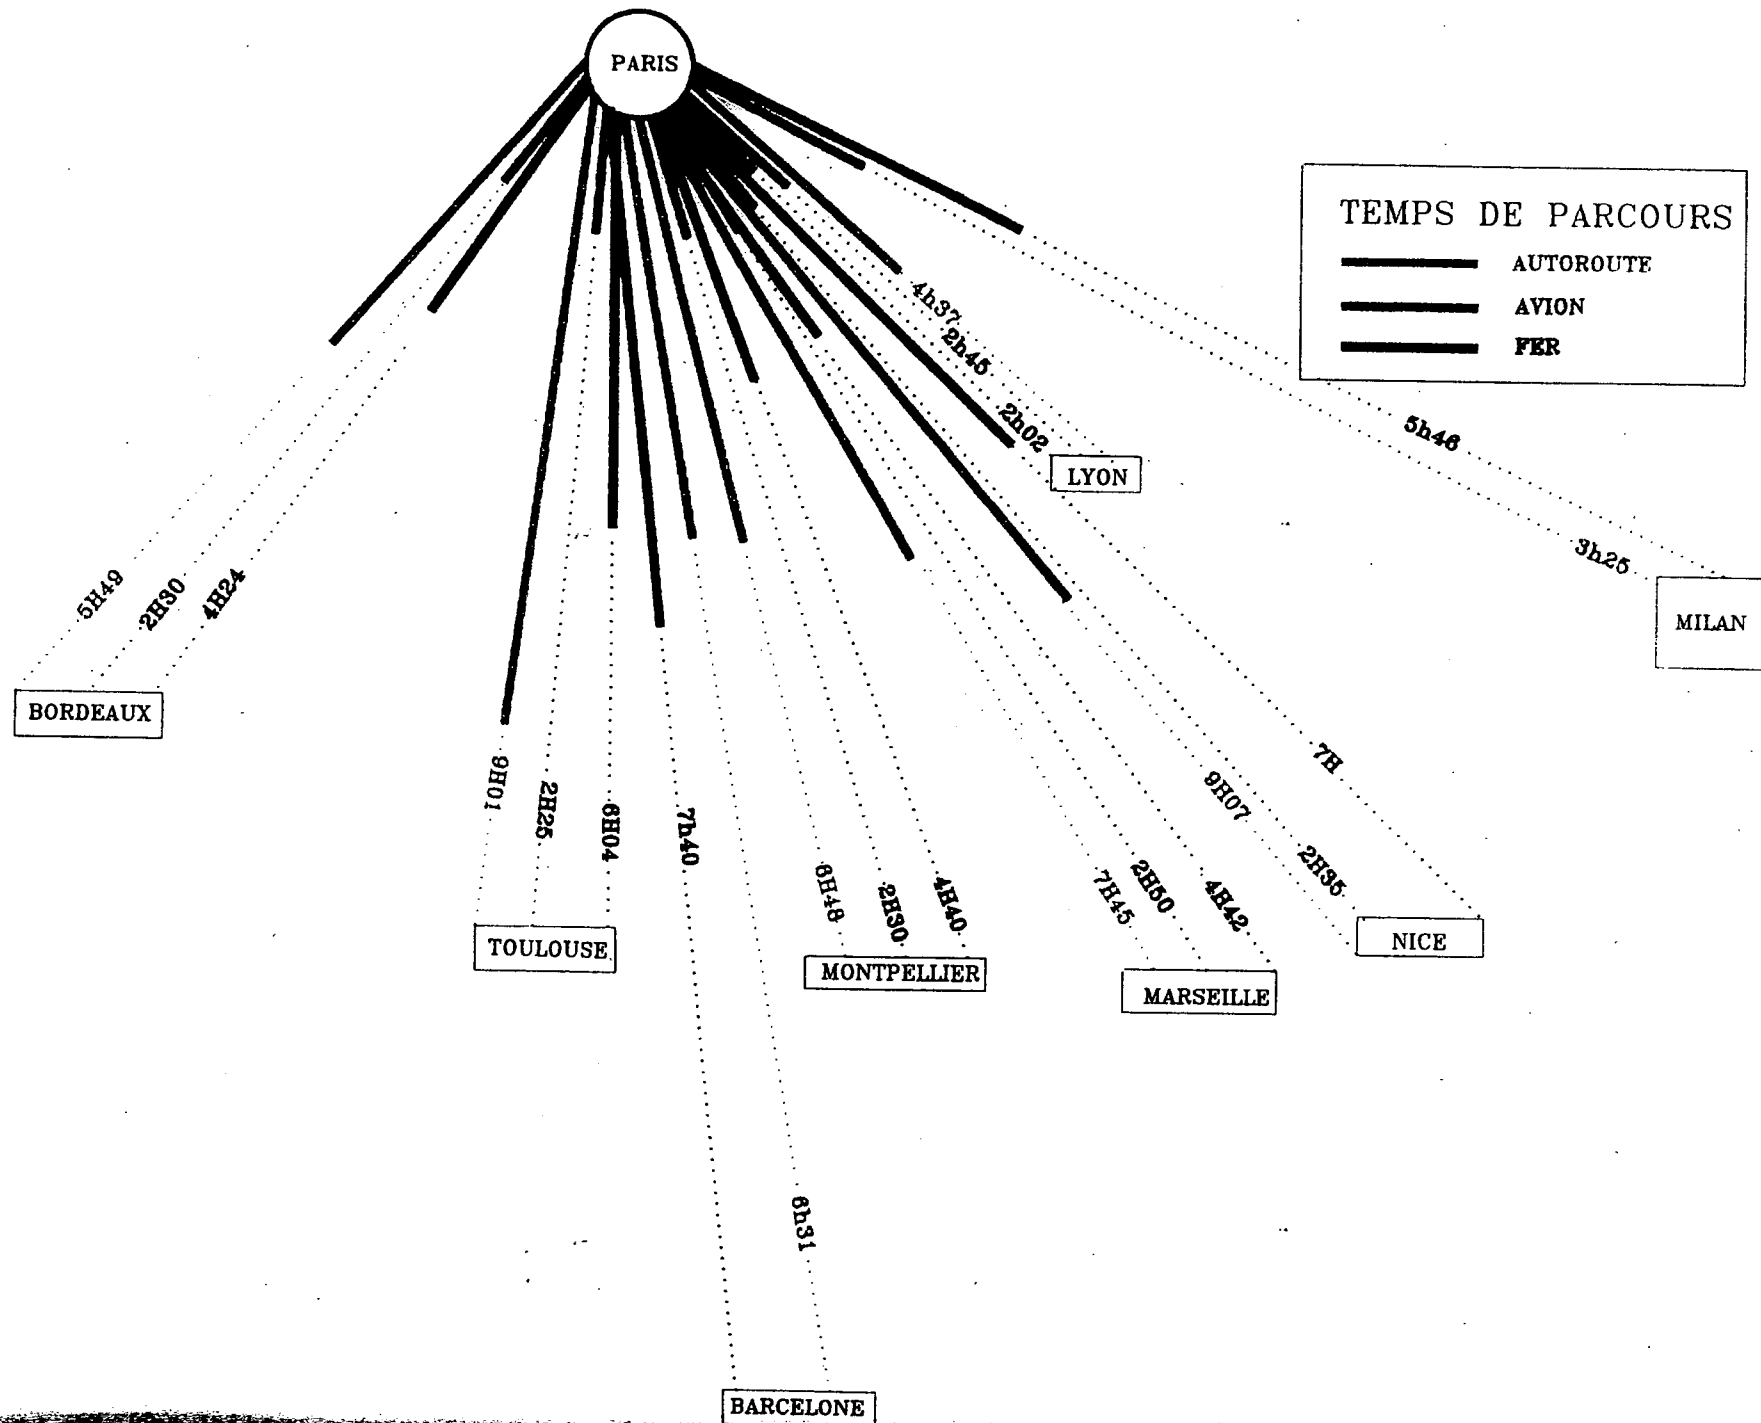 PARIS
TEMPS DE PARCOURS
AUTOROUTE
AVION
FER
4h37
2h45
2h02
LYON
5h46
3h25
MILAN
5H49
2H30
4H24
BORDEAUX
9H01
2H25
6H04
TOULOUSE
7h40
6h31
BARCELONE
6H48
2H30
4H40
MONTPELLIER
7H45
2H50
4H42
MARSEILLE
9H07
2H35
7H
NICE